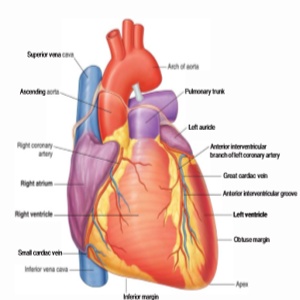 Superior vena cava
Arch of aorta
Ascending aorta
Pulmonary trunk
Left auricle
Right coronary
artery
Anterior interventricular
branch of left coronary artery
Great cardiac vein
Right atrium
Anterior interventricular groove
Right ventricle
Left ventricle
Obtuse margin
Small cardiac vein
Inferior vena cava
Apex
Inferior margin